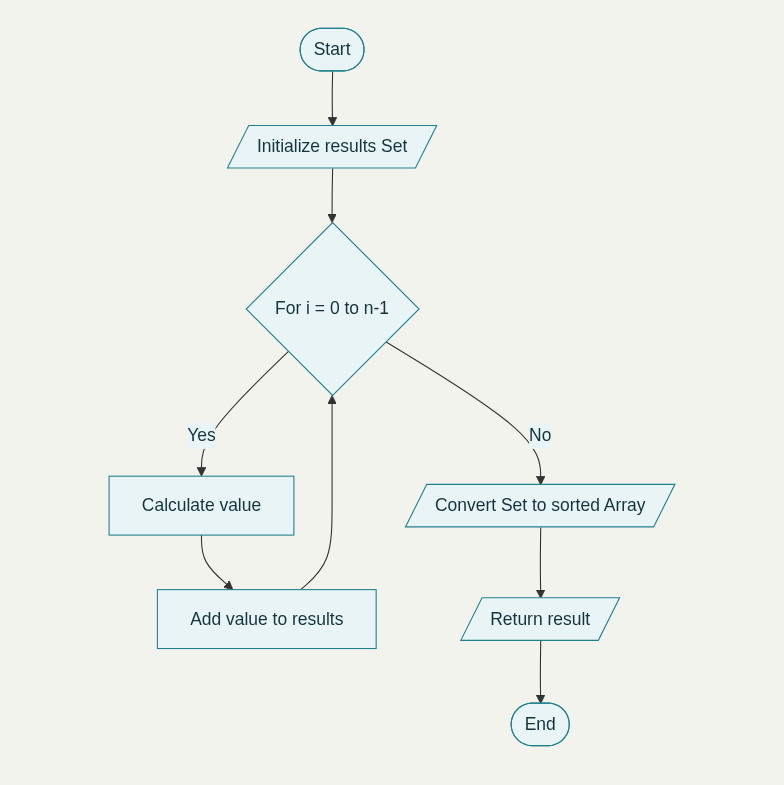 Start
Initialize results Set
For i = 0 to n-1
Yes
No
Calculate value
Convert Set to sorted Array
Add value to results
Return result
End